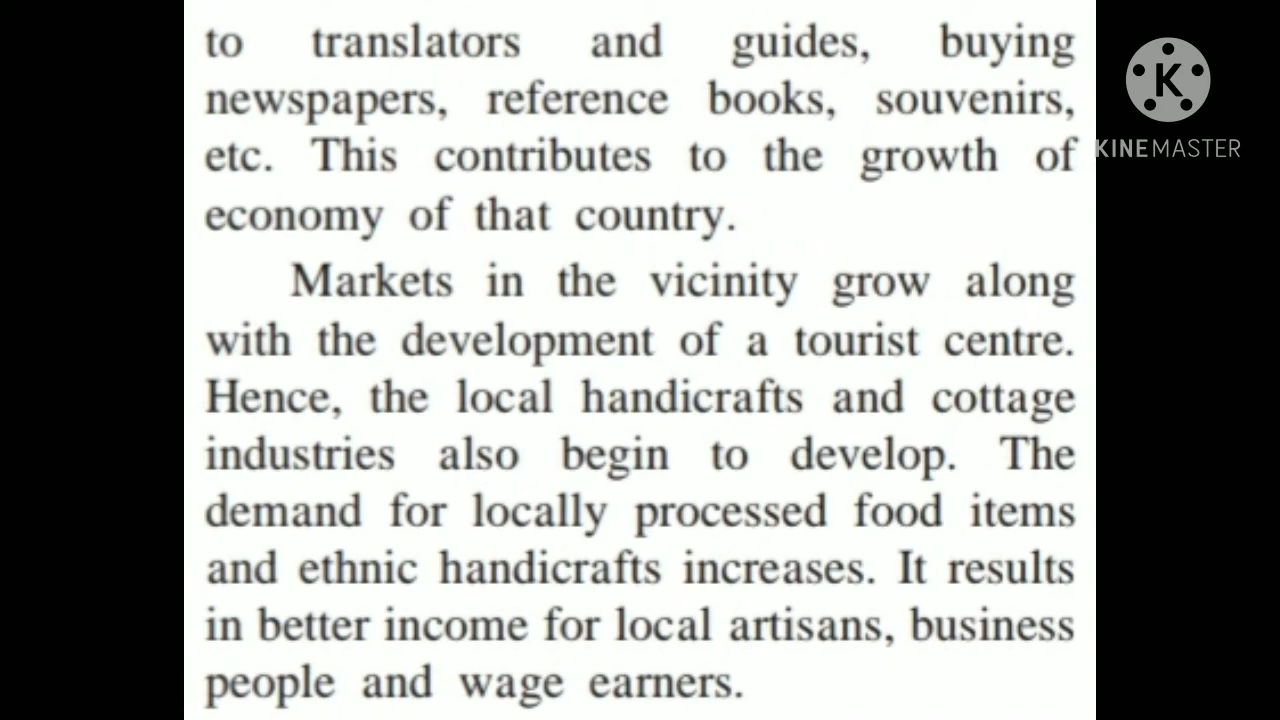 to translators and guides, buying
newspapers, reference books, souvenirs,
etc. This contributes to the growth of
economy of that country.
Markets in the vicinity grow along
with the development of a tourist centre.
Hence, the local handicrafts and cottage
industries also begin to develop. The
demand for locally processed food items
and ethnic handicrafts increases. It results
in better income for local artisans, business
people and wage earners.
K
KINEMASTER